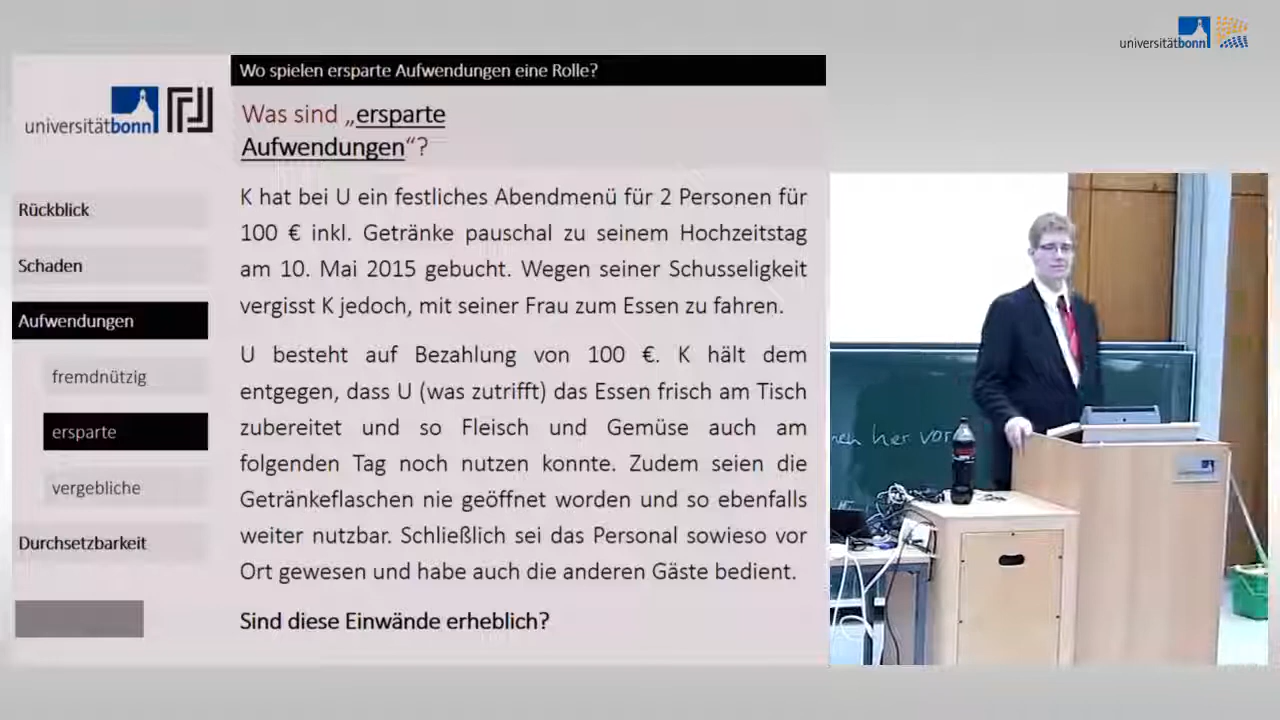 universitätbonn
Wo spielen ersparte Aufwendungen eine Rolle?
universitätbonn
Was sind „ersparte
Aufwendungen“?
Rückblick
Schaden
Aufwendungen
fremdnützig
ersparte
vergebliche
Durchsetzbarkeit
K hat bei U ein festliches Abendmenü für 2 Personen für
100 € inkl. Getränke pauschal zu seinem Hochzeitstag
am 10. Mai 2015 gebucht. Wegen seiner Schusseligkeit
vergisst K jedoch, mit seiner Frau zum Essen zu fahren.
U besteht auf Bezahlung von 100 €. K hält dem
entgegen, dass U (was zutrifft) das Essen frisch am Tisch
zubereitet und so Fleisch und Gemüse auch am
folgenden Tag noch nutzen konnte. Zudem seien die
Getränkeflaschen nie geöffnet worden und so ebenfalls
weiter nutzbar. Schließlich sei das Personal sowieso vor
Ort gewesen und habe auch die anderen Gäste bedient.
Sind diese Einwände erheblich?
her vor